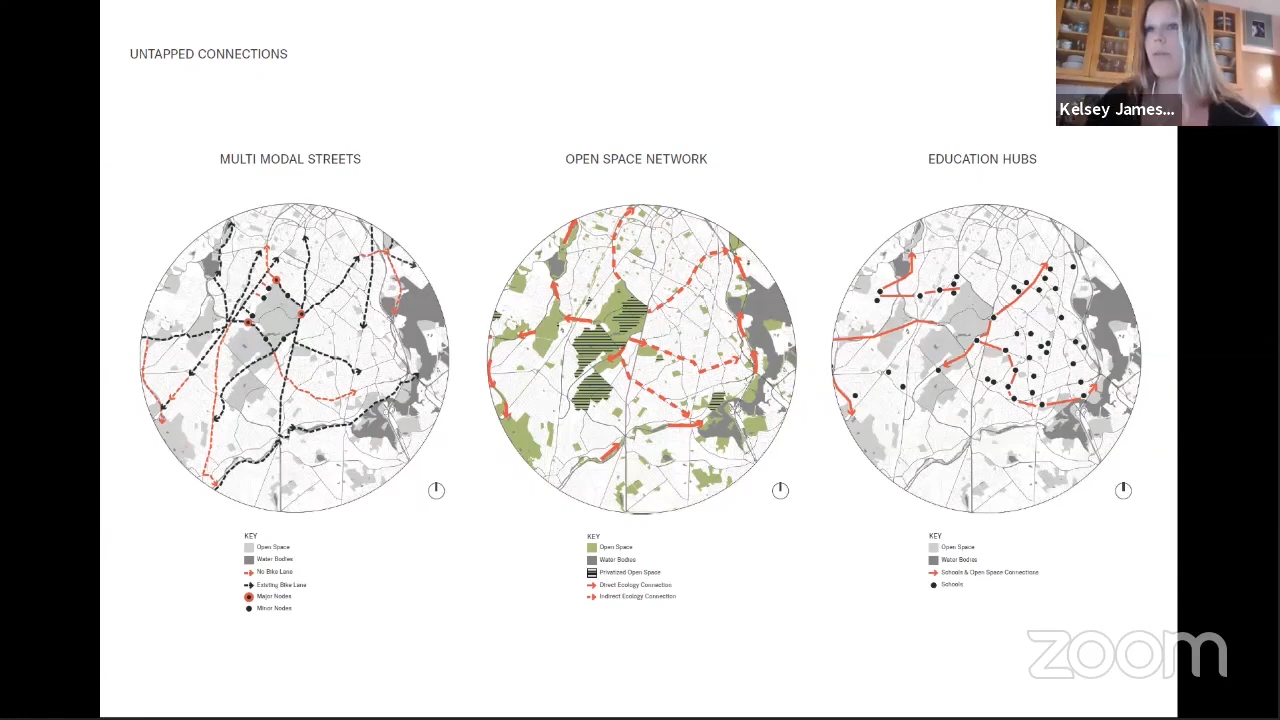 UNTAPPED CONNECTIONS
Kelsey James...
MULTI MODAL STREETS
OPEN SPACE NETWORK
EDUCATION HUBS
KEY
Open Space
Water Bodies
No Bike Lane
Existing Bike Lane
Major Nodes
Minor Nodes
KEY
Open Space
Water Bodies
Privatized Open Space
Direct Ecology Connection
Indirect Ecology Connection
KEY
Open Space
Water Bodies
Schools & Open Space Connections
Schools
zoom